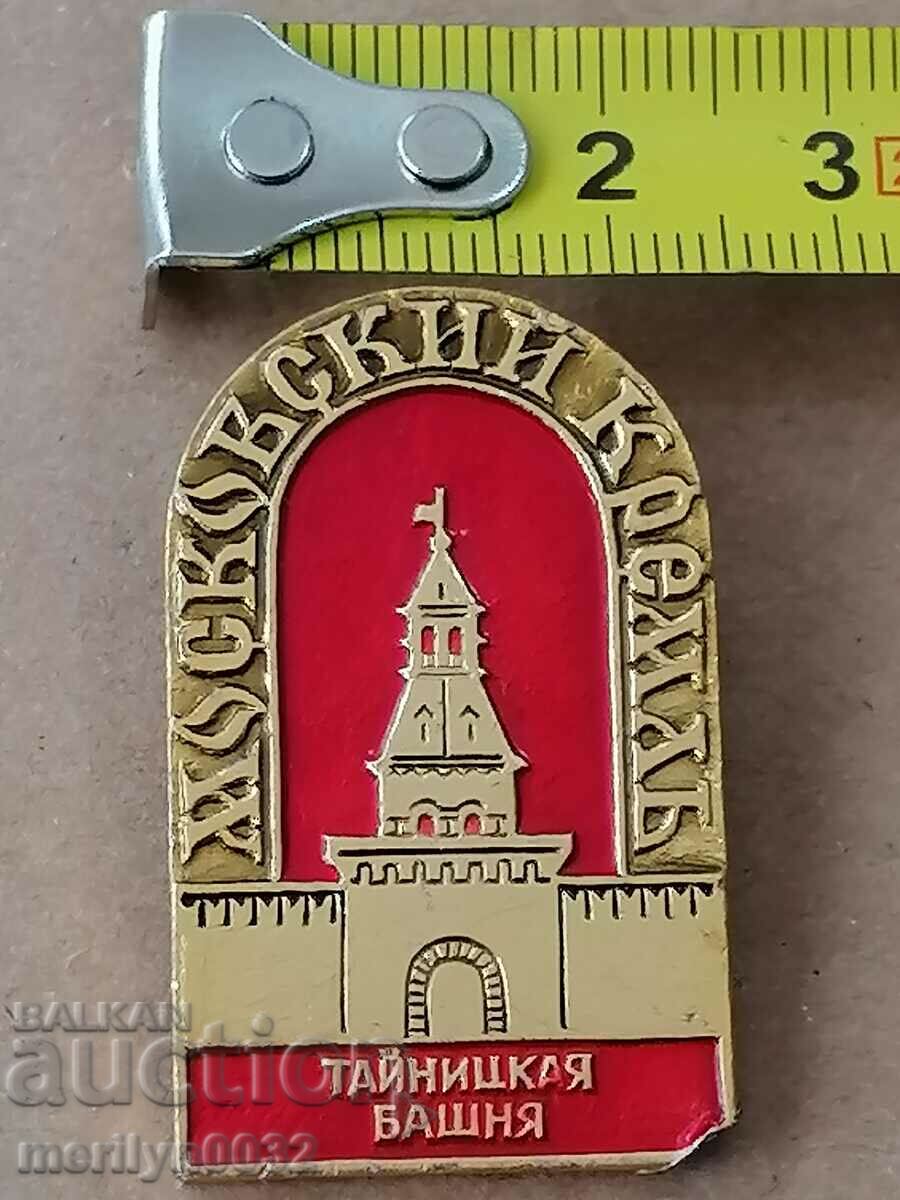 2 3
МОСКОВСКИЙ КРЕМЛЬ
ТАЙНИЦКАЯ
БАШНЯ
BALKAN
auction
merilyn0032